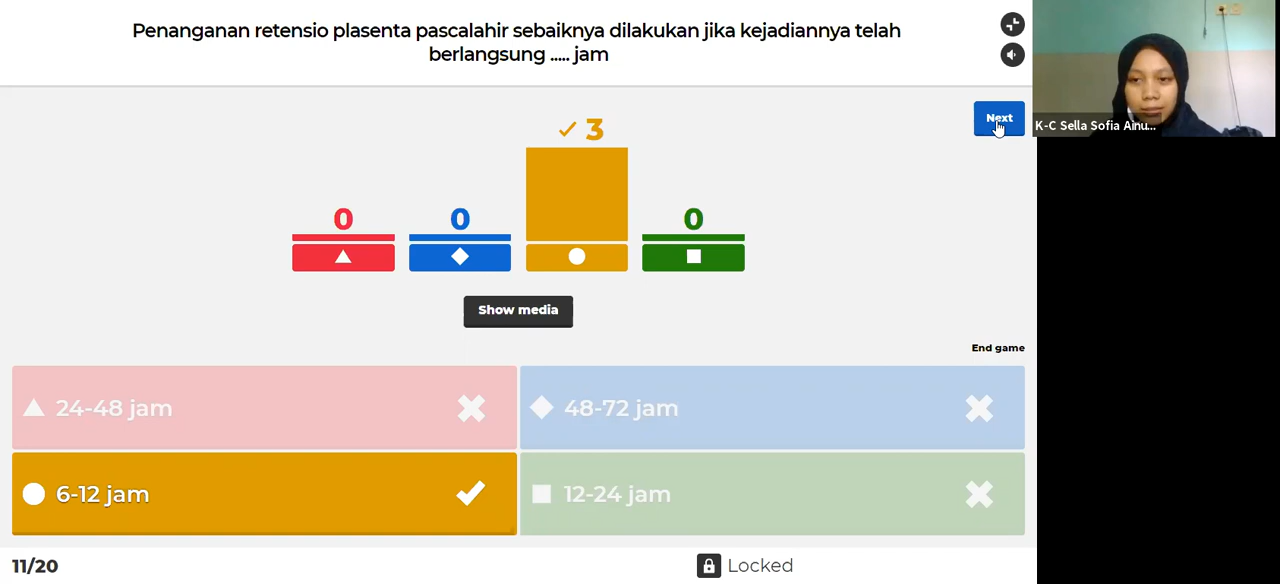 Penanganan retensio plasenta pascalahir sebaiknya dilakukan jika kejadiannya telah
berlangsung ..... jam
Next
K-C Sella Sofia Ainu...
3
0
0
0
Show media
End game
24-48 jam
48-72 jam
6-12 jam
12-24 jam
11/20
Locked